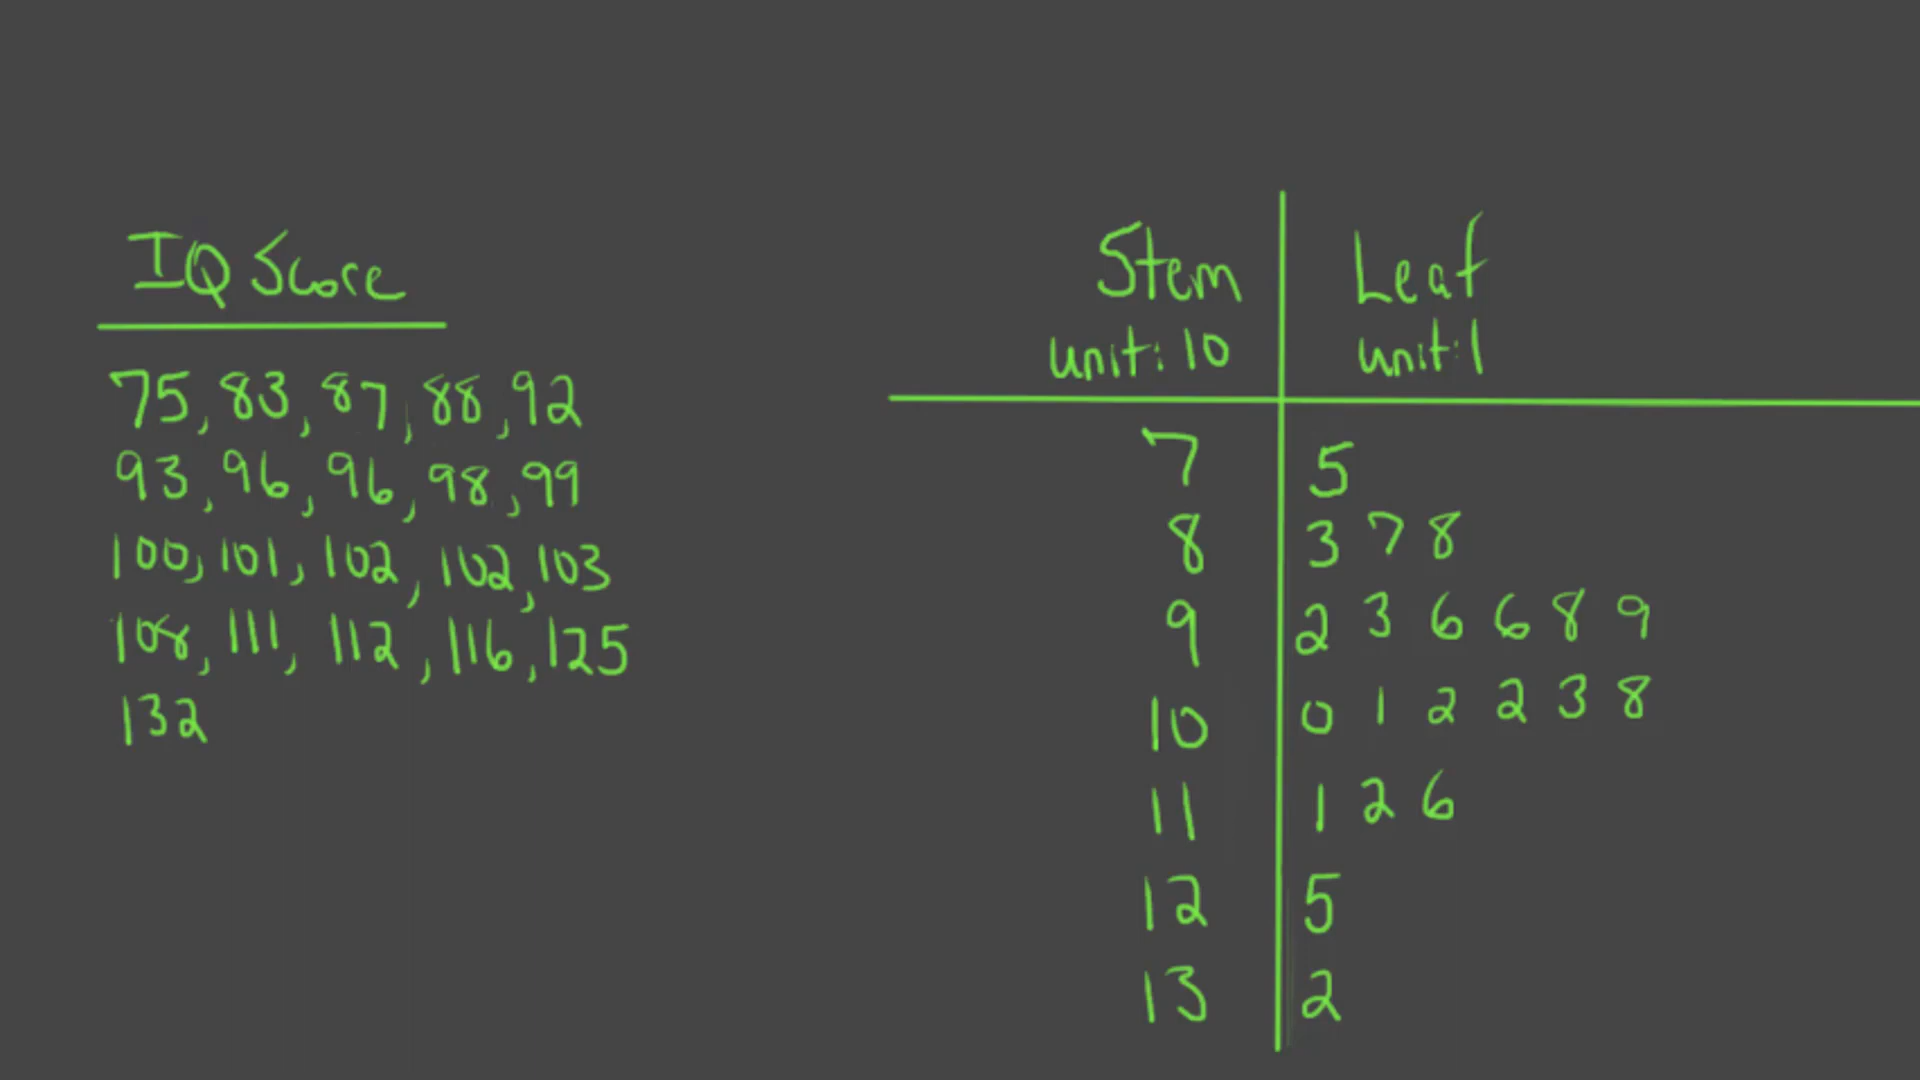 IQ Score
75, 83, 87, 88, 92
93, 96, 96, 98, 99
100, 101, 102, 102, 103
108, 111, 112, 116, 125
132
Stem Leaf
unit: 10 unit: 1
7 5
8 3 7 8
9 2 3 6 6 8 9
10 0 1 2 2 3 8
11 1 2 6
12 5
13 2